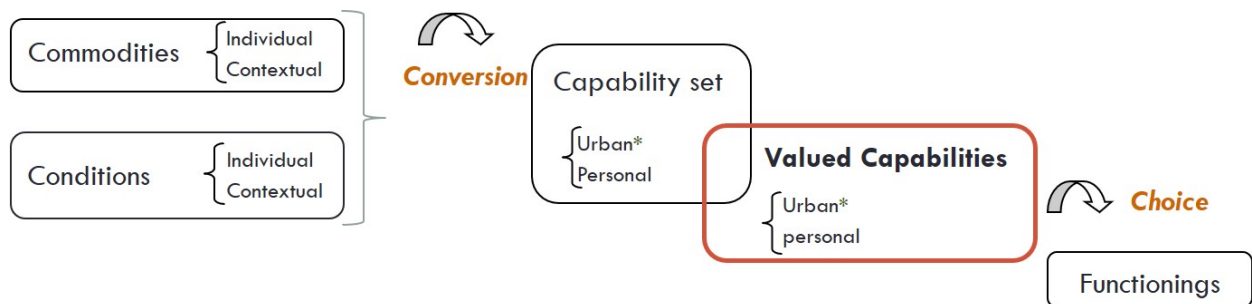 Commodities
Individual
Contextual
Conditions
Individual
Contextual
Conversion
Capability set
Urban*
Personal
Valued Capabilities
Urban*
personal
Choice
Functionings